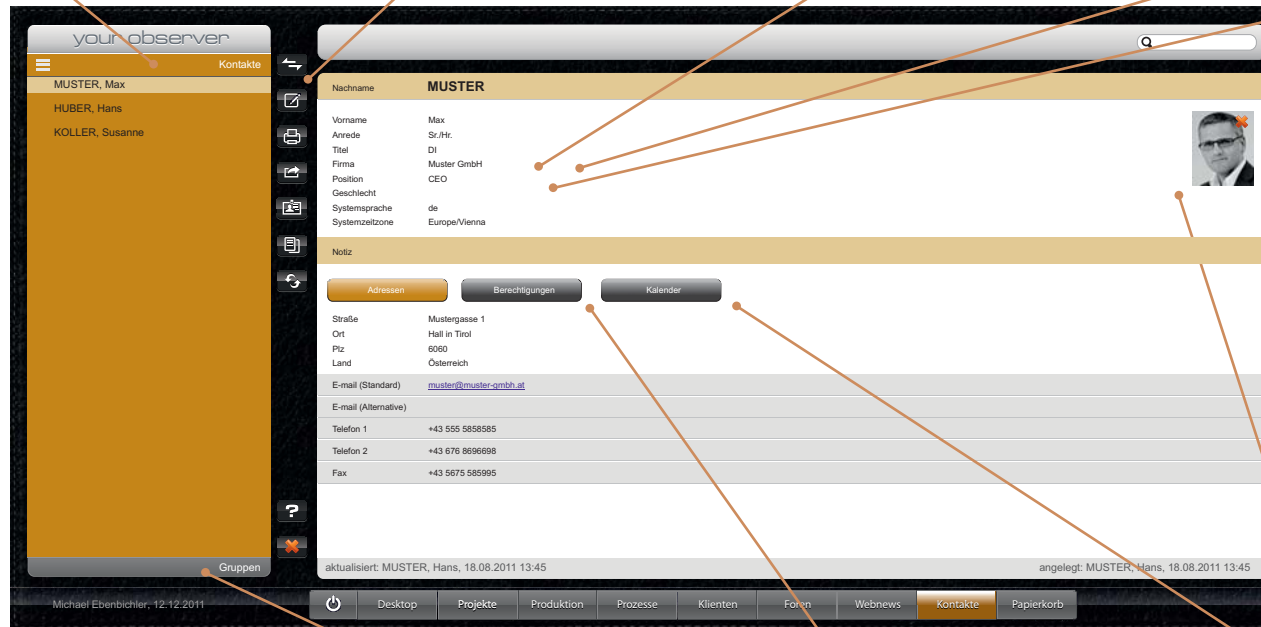 your observer
Kontakte
MUSTER, Max
HUBER, Hans
KOLLER, Susanne
Gruppen
Michael Ebenbichler, 12.12.2011
?
Nachname MUSTER
Vorname Max
Anrede Sr./Hr.
Titel DI
Firma Muster GmbH
Position CEO
Geschlecht
Systemsprache de
Systemzeitzone Europe/Vienna
Notiz
Adressen Berechtigungen Kalender
Straße Mustergasse 1
Ort Hall in Tirol
Plz 6060
Land Österreich
E-mail (Standard) muster@muster-gmbh.at
E-mail (Alternative)
Telefon 1 +43 555 5858585
Telefon 2 +43 676 8696698
Fax +43 5675 585995
aktualisiert: MUSTER, Hans, 18.08.2011 13:45 angelegt: MUSTER, Hans, 18.08.2011 13:45
Desktop Projekte Produktion Prozesse Klienten Foren Webnews Kontakte Papierkorb